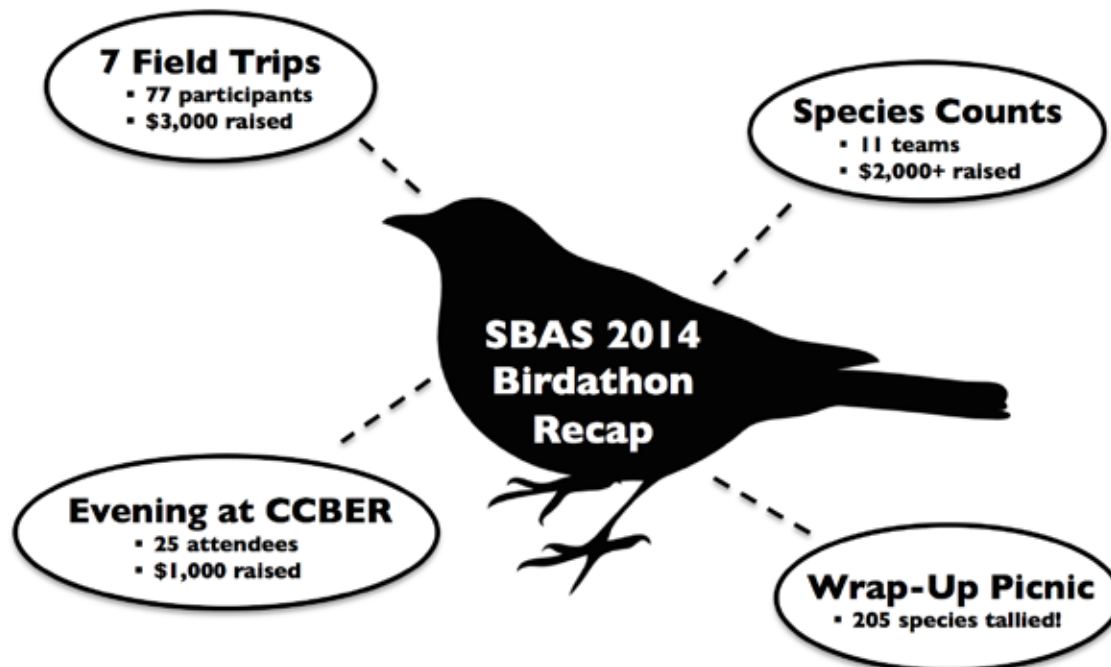 7 Field Trips
▪ 77 participants
▪ $3,000 raised
Species Counts
▪ 11 teams
▪ $2,000+ raised
SBAS 2014
Birdathon
Recap
Evening at CCBER
▪ 25 attendees
▪ $1,000 raised
Wrap-Up Picnic
▪ 205 species tallied!